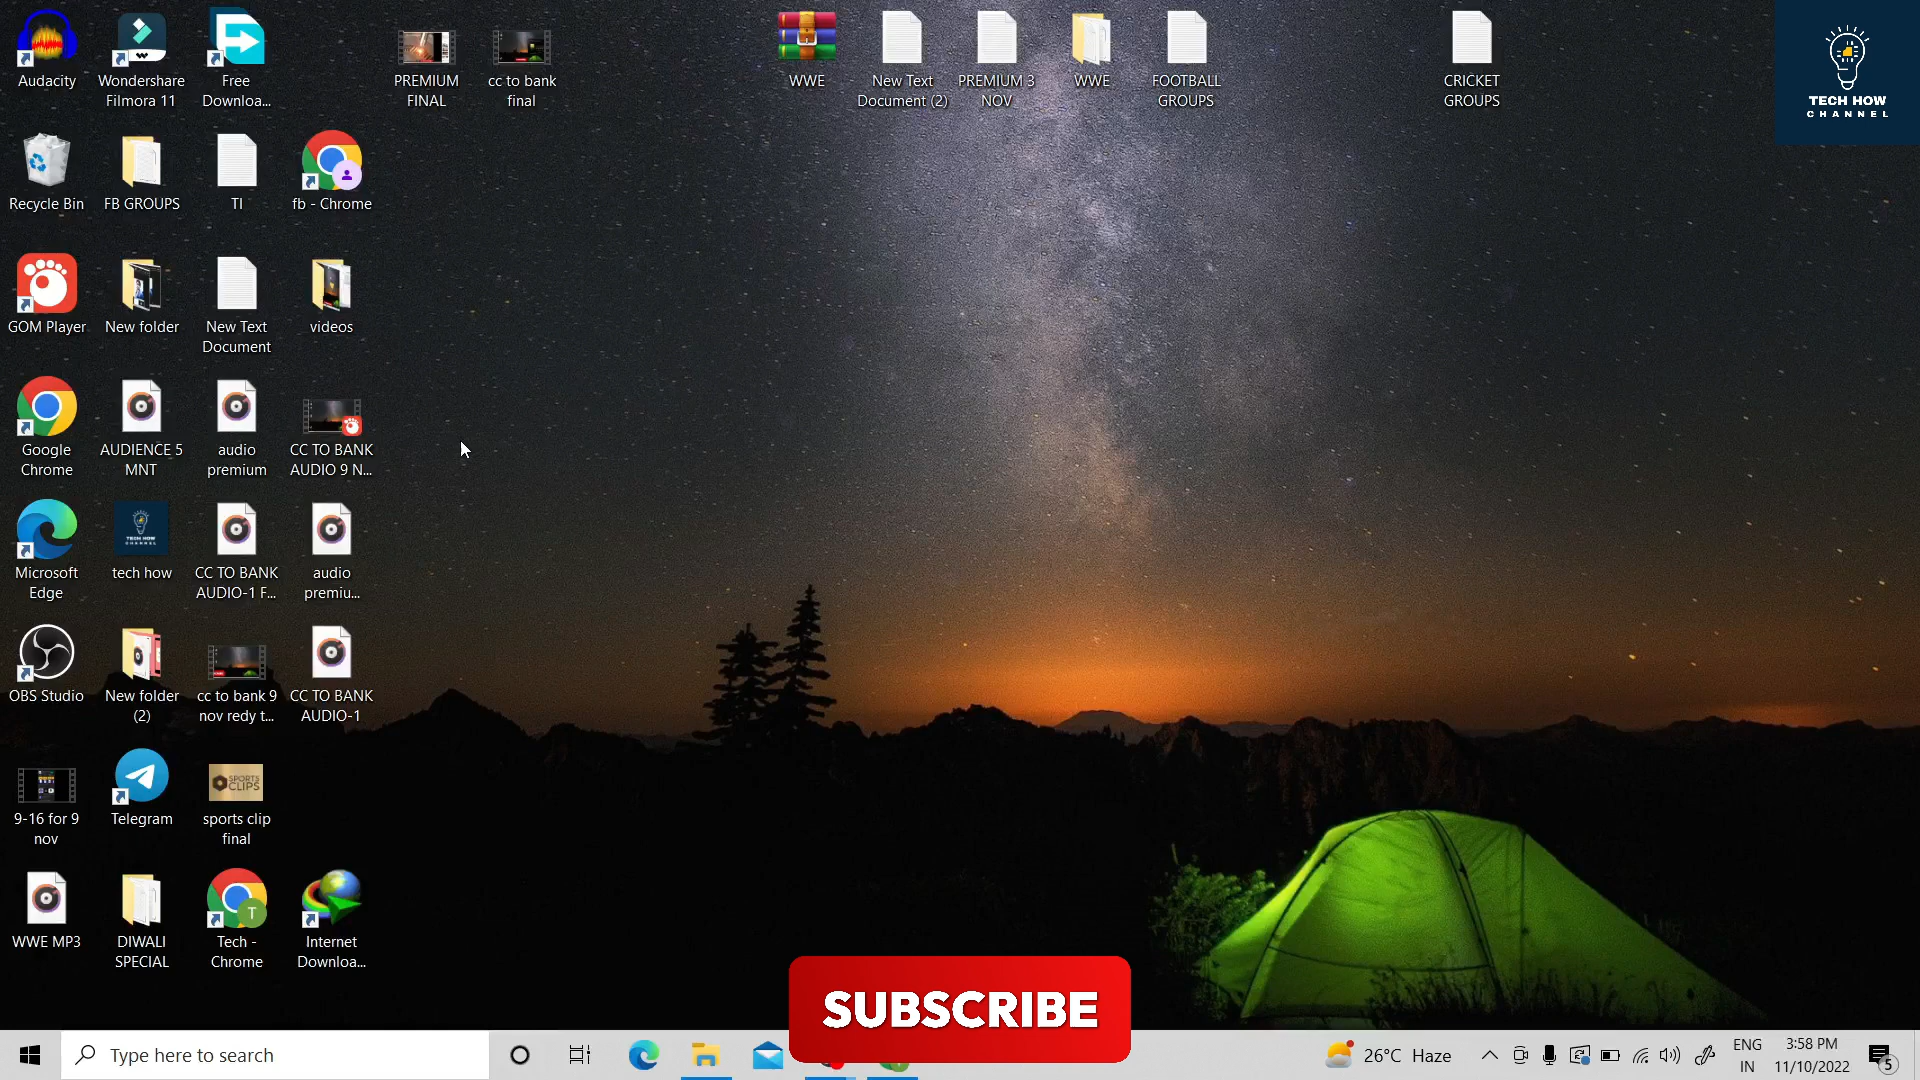 Audacity
Wondershare
Filmora 11
Free
Downloa...
PREMIUM
FINAL
cc to bank
final
WWE
New Text
Document (2)
PREMIUM 3
NOV
WWE
FOOTBALL
GROUPS
CRICKET
GROUPS
TECH HOW
CHANNEL
Recycle Bin
FB GROUPS
TI
fb - Chrome
GOM Player
New folder
New Text
Document
videos
Google
Chrome
AUDIENCE 5
MNT
audio
premium
CC TO BANK
AUDIO 9 N...
Microsoft
Edge
TECH HOW
CHANNEL
tech how
CC TO BANK
AUDIO-1 F...
audio
premiu...
OBS Studio
New folder
(2)
cc to bank 9
nov redy t...
CC TO BANK
AUDIO-1
9-16 for 9
nov
Telegram
SPORTS
CLIPS
sports clip
final
WWE MP3
DIWALI
SPECIAL
T
Tech -
Chrome
Internet
Downloa...
SUBSCRIBE
Type here to search
26°C Haze
ENG
IN
3:58 PM
11/10/2022
5